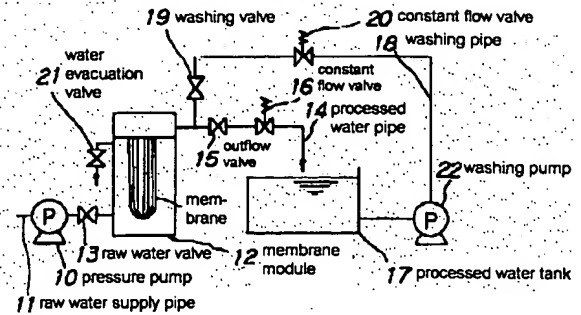 19 washing valve
20 constant flow valve
18 washing pipe
water
21 evacuation
valve
constant
16 flow valve
14 processed
water pipe
15 outflow
valve
22 washing pump
mem-
brane
P
P
13 raw water valve
12 membrane
module
10 pressure pump
17 processed water tank
11 raw water supply pipe